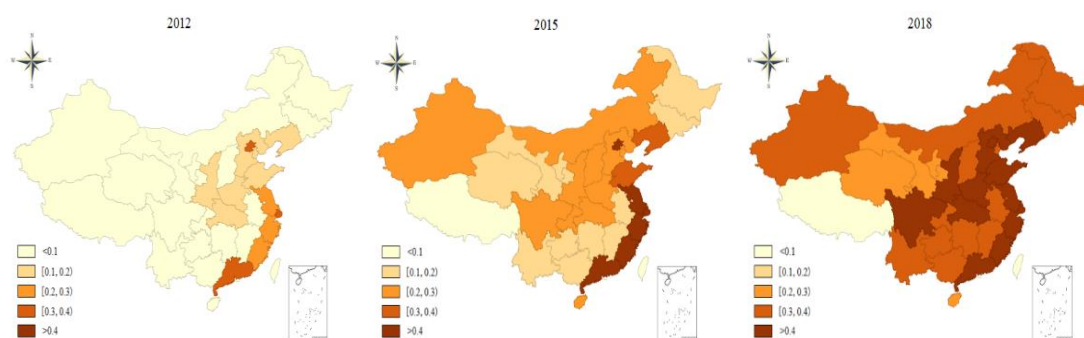 2012
2015
2018
N
W
E
S
N
W
E
S
N
W
E
S
<0.1
[0.1, 0.2)
[0.2, 0.3)
[0.3, 0.4)
>0.4
<0.1
[0.1, 0.2)
[0.2, 0.3)
[0.3, 0.4)
>0.4
<0.1
[0.1, 0.2)
[0.2, 0.3)
[0.3, 0.4)
>0.4